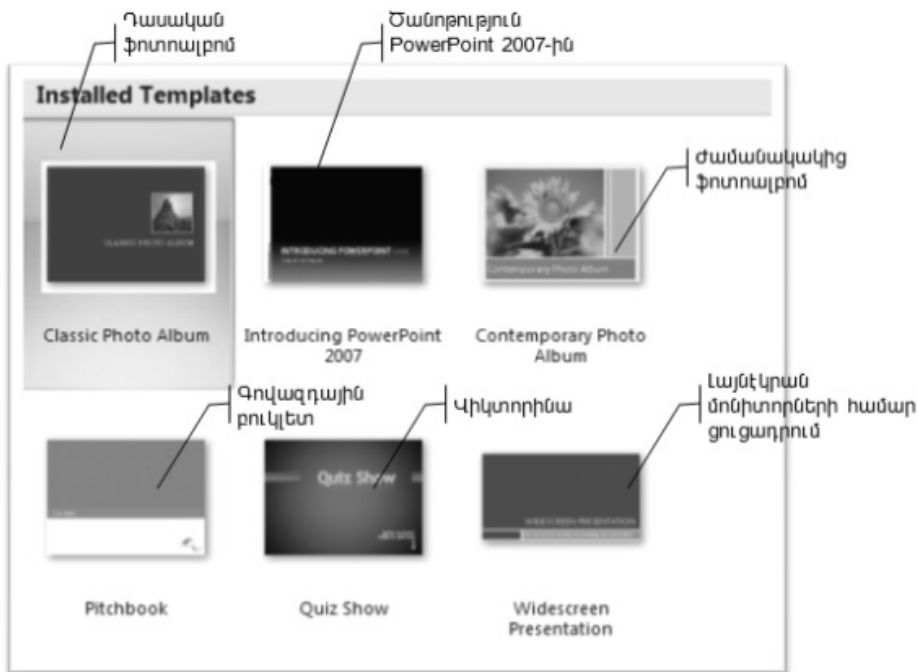 Դասական
ֆոտոալբոմ
Ծանոթություն
PowerPoint 2007-ին
Installed Templates
Ժամանակակից
ֆոտոալբոմ
CLASSIC PHOTO ALBUM
INTRODUCING POWERPOINT
Contemporary Photo Album
Classic Photo Album
Introducing PowerPoint
2007
Contemporary Photo
Album
Գովազդային
բուկլետ
Վիկտորինա
Լայնէկրան
մոնիտորների համար
ցուցադրում
Quiz Show
WIDESCREEN PRESENTATION
Pitchbook
Quiz Show
Widescreen
Presentation